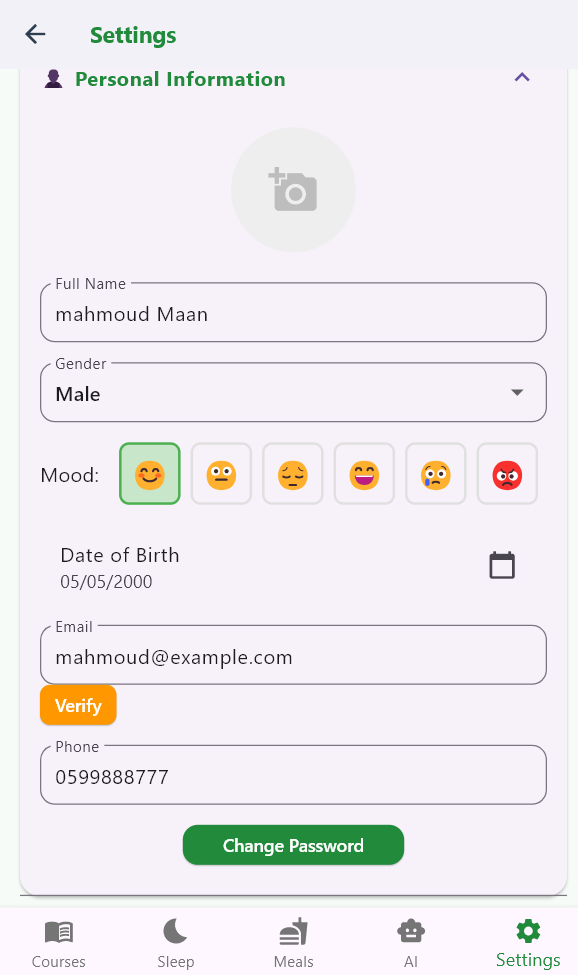 Settings
Personal Information
Full Name
mahmoud Maan
Gender
Male
Mood:
Date of Birth
05/05/2000
Email
mahmoud@example.com
Verify
Phone
0599888777
Change Password
Courses
Sleep
Meals
AI
Settings